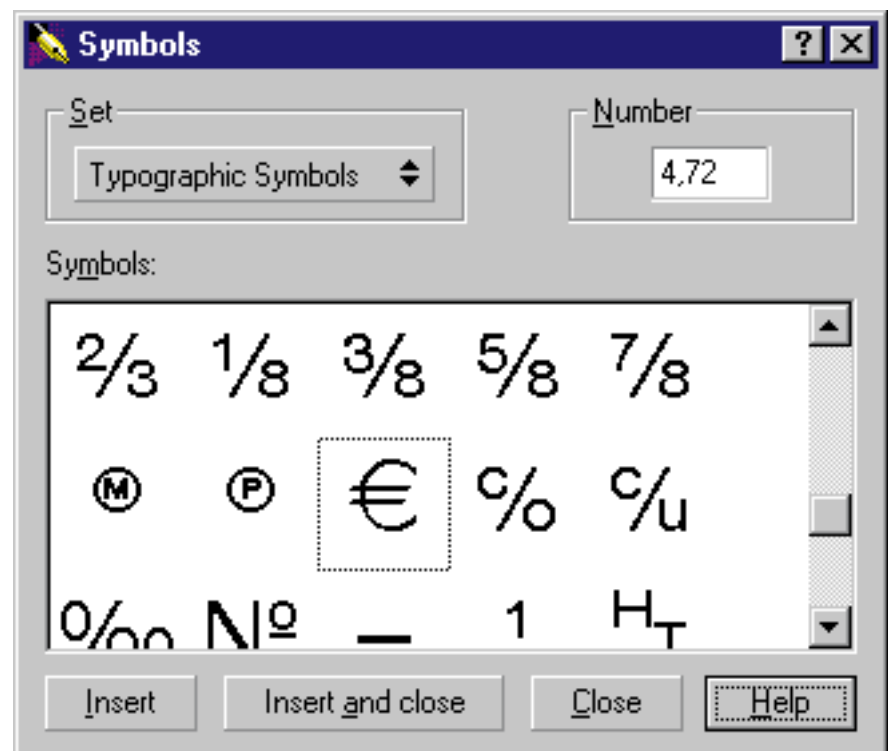 Symbols
Set
Number
Typographic Symbols
4,72
Symbols:
⅔ ⅛ ⅜ ⅝ ⅞
Ⓜ Ⓟ € ℅ ℆
‰ Nº – 1 HT
Insert
Insert and close
Close
Help